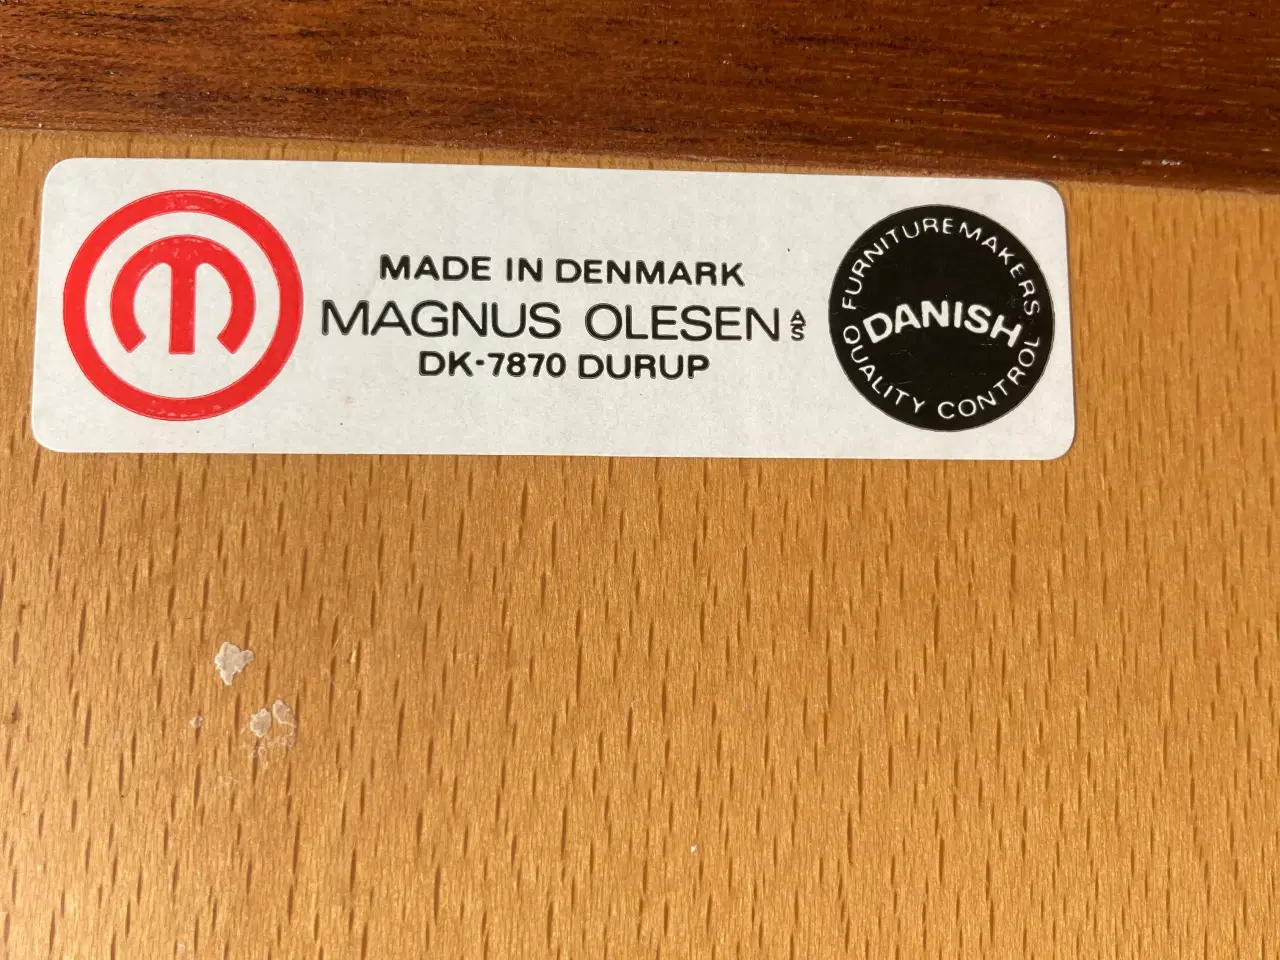 MADE IN DENMARK
MAGNUS OLESEN A/S
DK-7870 DURUP
FURNITUREMAKERS
DANISH
QUALITY CONTROL